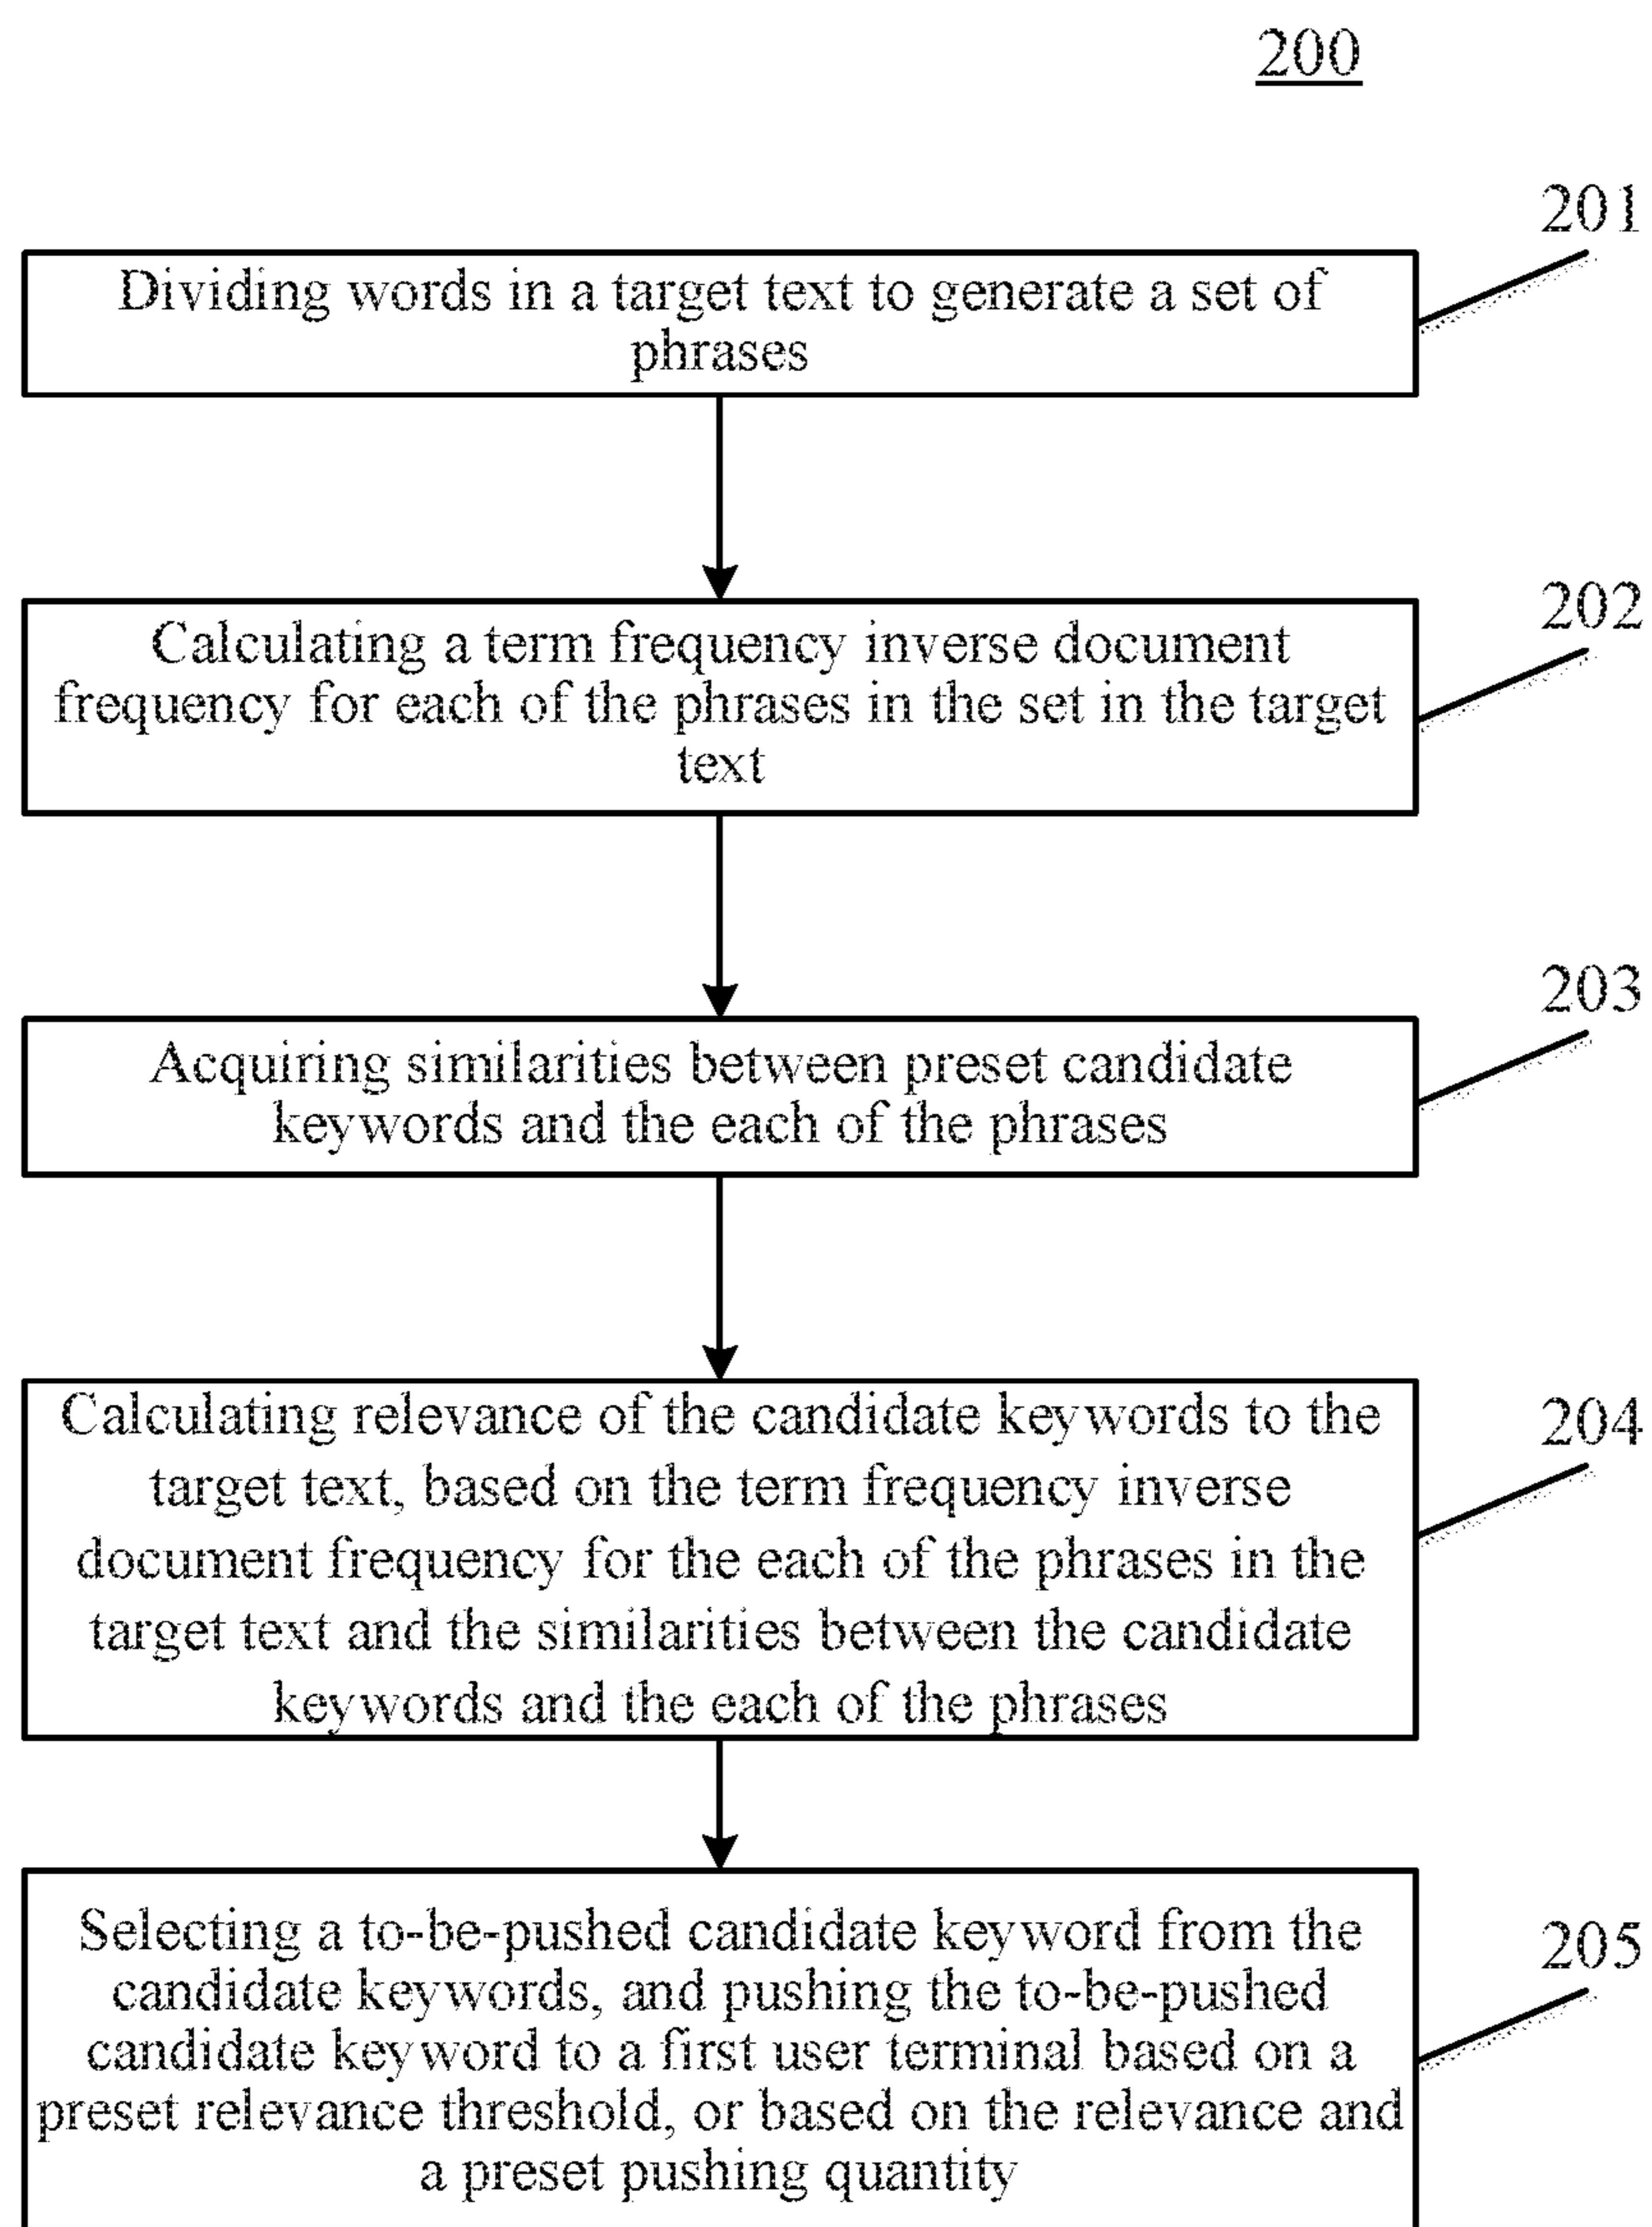 200
201
Dividing words in a target text to generate a set of
phrases
202
Calculating a term frequency inverse document
frequency for each of the phrases in the set in the target
text
203
Acquiring similarities between preset candidate
keywords and the each of the phrases
204
Calculating relevance of the candidate keywords to the
target text, based on the term frequency inverse
document frequency for the each of the phrases in the
target text and the similarities between the candidate
keywords and the each of the phrases
205
Selecting a to-be-pushed candidate keyword from the
candidate keywords, and pushing the to-be-pushed
candidate keyword to a first user terminal based on a
preset relevance threshold, or based on the relevance and
a preset pushing quantity